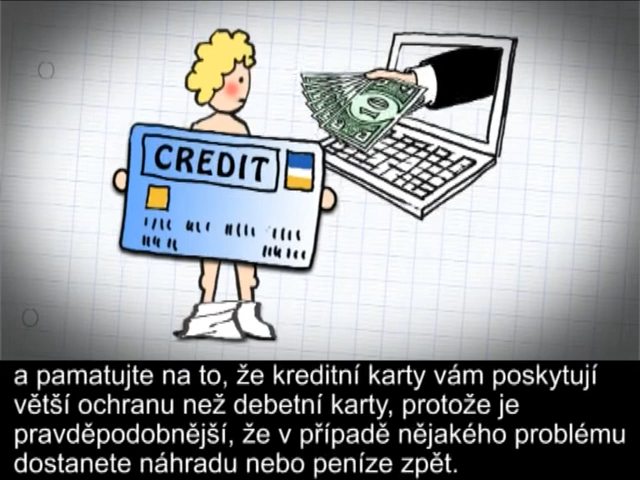 CREDIT
10
a pamatujte na to, že kreditní karty vám poskytují
větší ochranu než debetní karty, protože je
pravděpodobnější, že v případě nějakého problému
dostanete náhradu nebo peníze zpět.